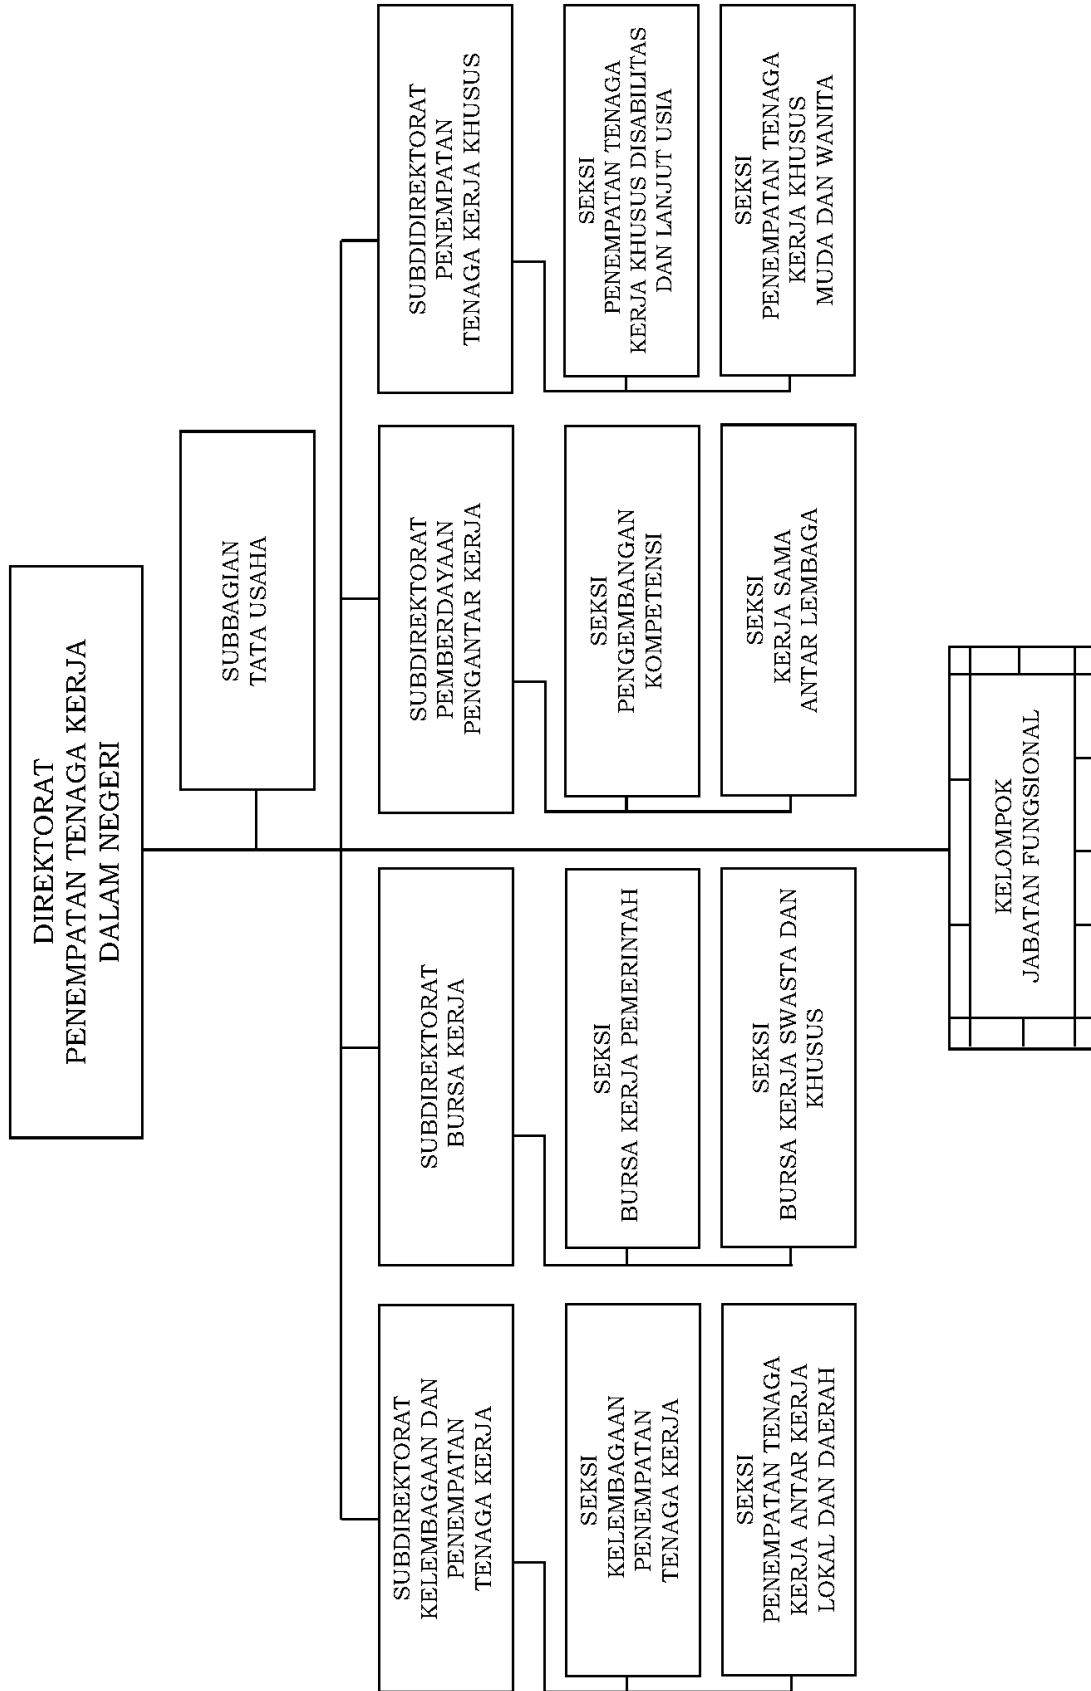 DIREKTORAT
PENEMPATAN TENAGA KERJA
DALAM NEGERI
SUBBAGIAN
TATA USAHA
SUBDIREKTORAT
KELEMBAGAAN DAN
PENEMPATAN
TENAGA KERJA
SUBDIREKTORAT
BURSA KERJA
SUBDIREKTORAT
PEMBERDAYAAN
PENGANTAR KERJA
SUBDIDIREKTORAT
PENEMPATAN
TENAGA KERJA KHUSUS
SEKSI
KELEMBAGAAN
PENEMPATAN
TENAGA KERJA
SEKSI
BURSA KERJA PEMERINTAH
SEKSI
PENGEMBANGAN
KOMPETENSI
SEKSI
PENEMPATAN TENAGA
KERJA KHUSUS DISABILITAS
DAN LANJUT USIA
SEKSI
PENEMPATAN TENAGA
KERJA ANTAR KERJA
LOKAL DAN DAERAH
SEKSI
BURSA KERJA SWASTA DAN
KHUSUS
SEKSI
KERJA SAMA
ANTAR LEMBAGA
SEKSI
PENEMPATAN TENAGA
KERJA KHUSUS
MUDA DAN WANITA
KELOMPOK
JABATAN FUNGSIONAL